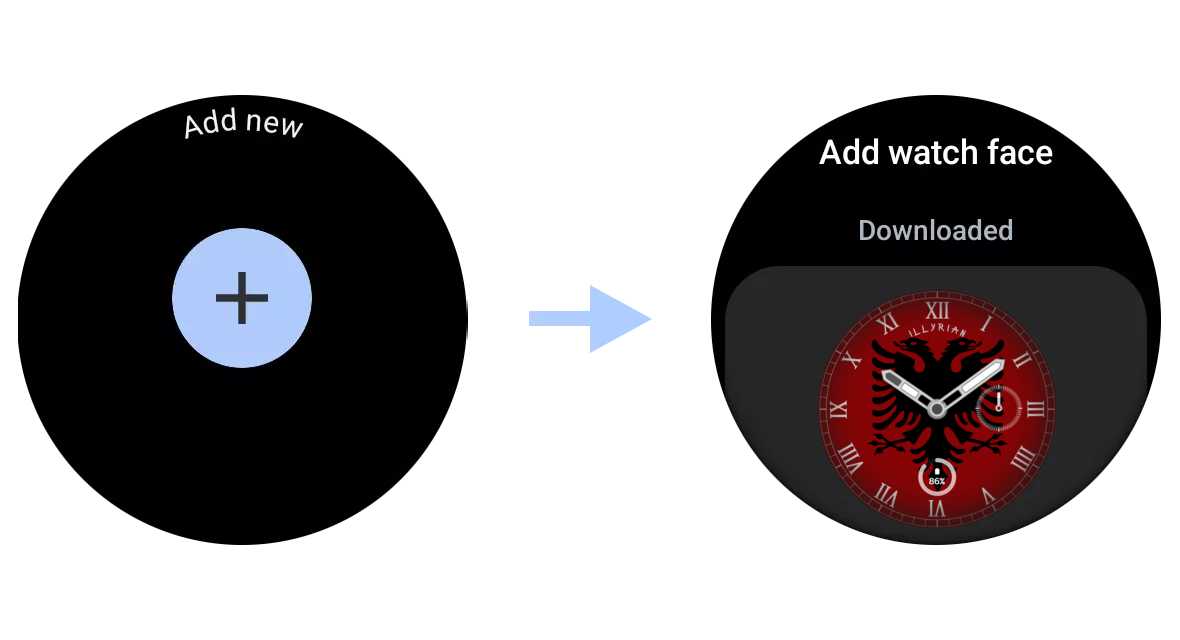 Add new
Add watch face
Downloaded
ILLYRIAN
XII
I
II
III
IIII
V
VI
VII
VIII
IX
X
XI
86%